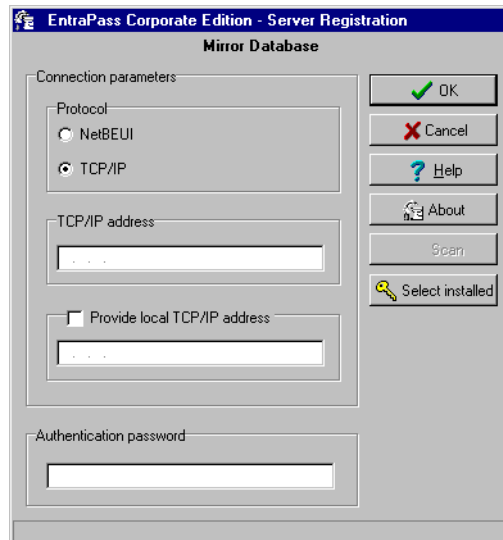 EntraPass Corporate Edition - Server Registration
Mirror Database
Connection parameters
Protocol
NetBEUI
TCP/IP
TCP/IP address
. . .
Provide local TCP/IP address
. . .
Authentication password
OK
Cancel
Help
About
Scan
Select installed